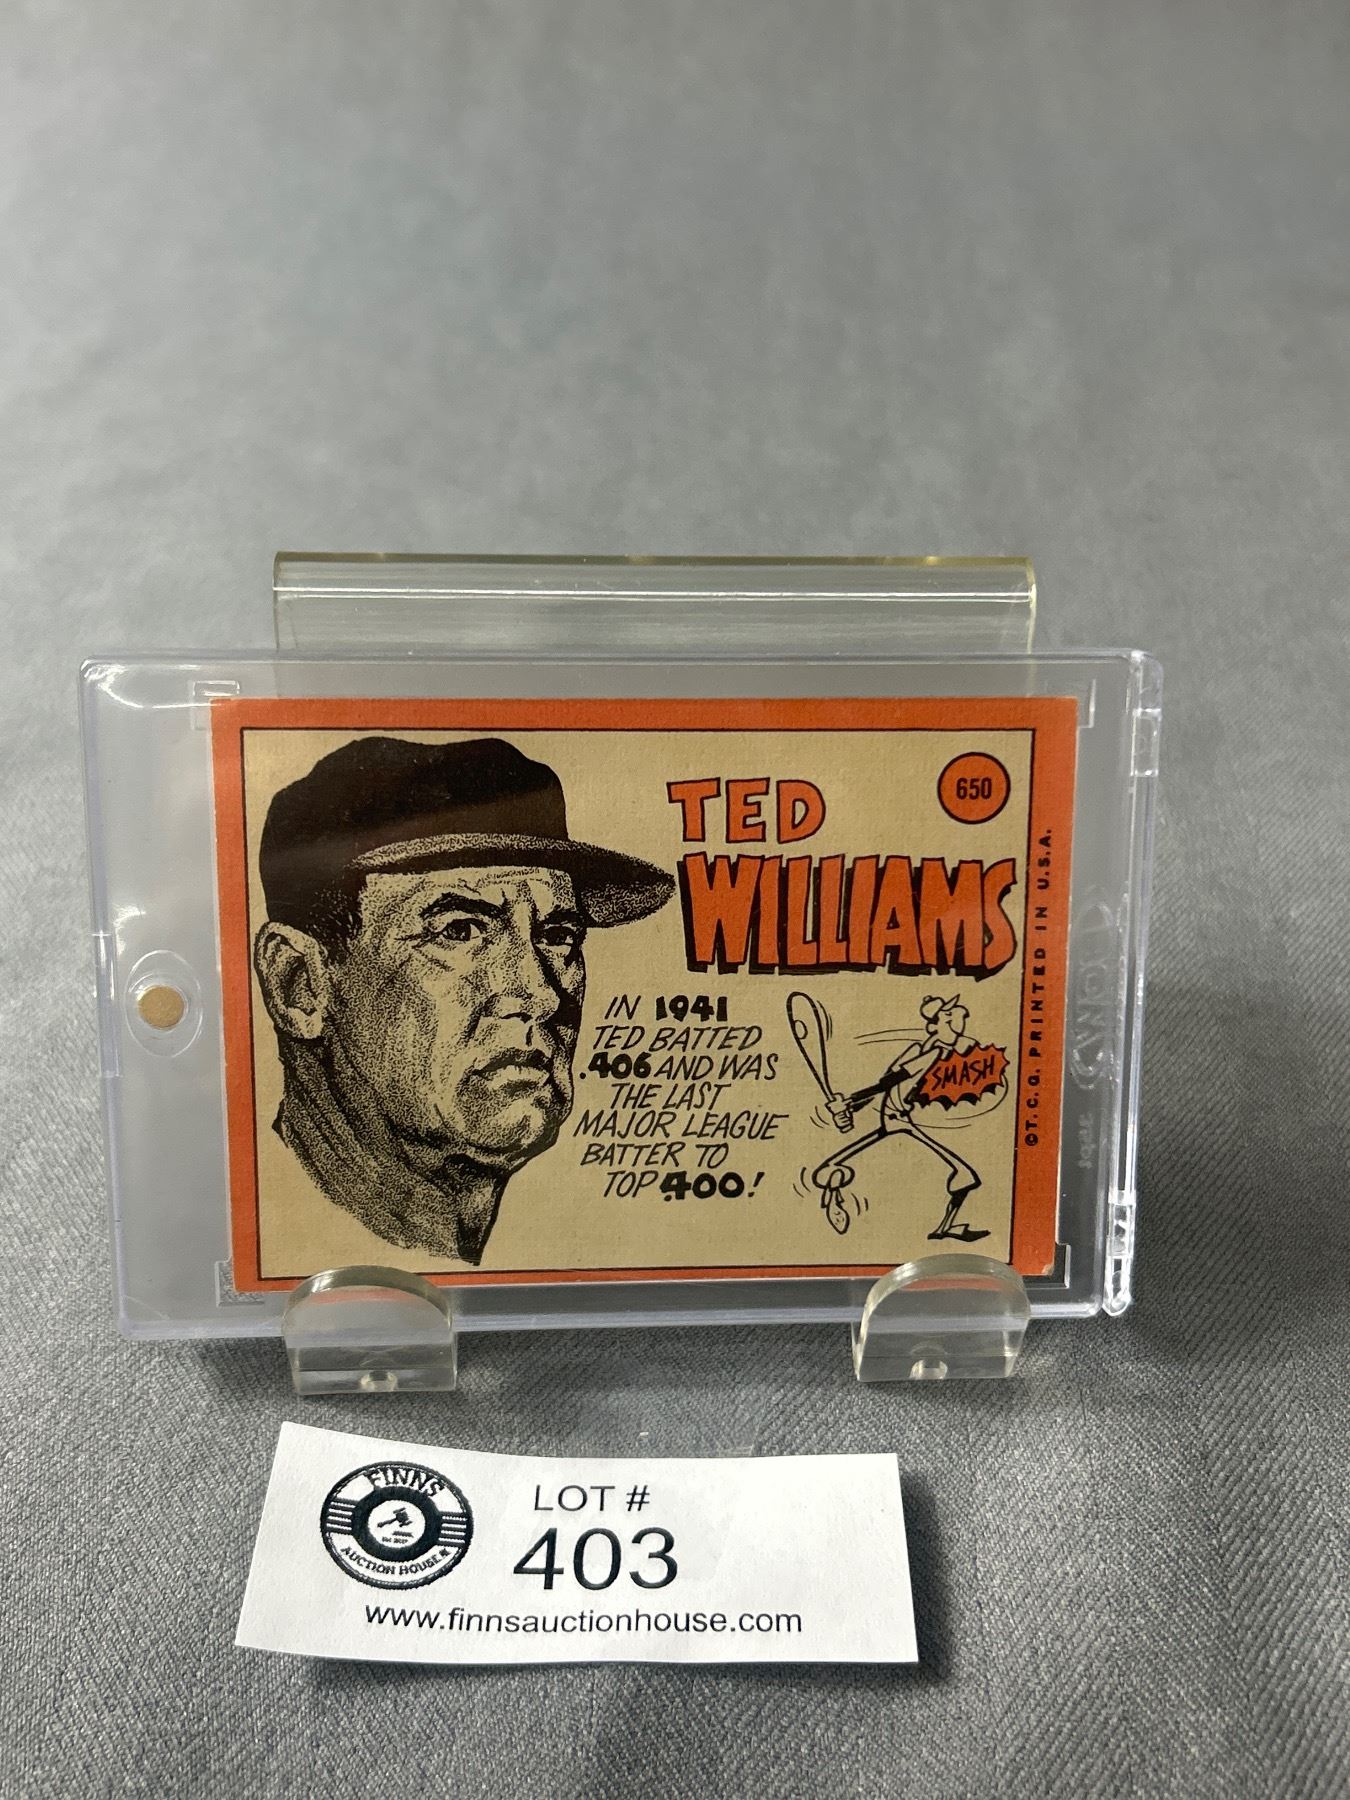 TED
WILLIAMS
650
IN 1941
TED BATTED
.406 AND WAS
THE LAST
MAJOR LEAGUE
BATTER TO
TOP .400!
SMASH
©T.C.G. PRINTED IN U.S.A.
FINNS
AUCTION HOUSE
LOT #
403
www.finnsauctionhouse.com